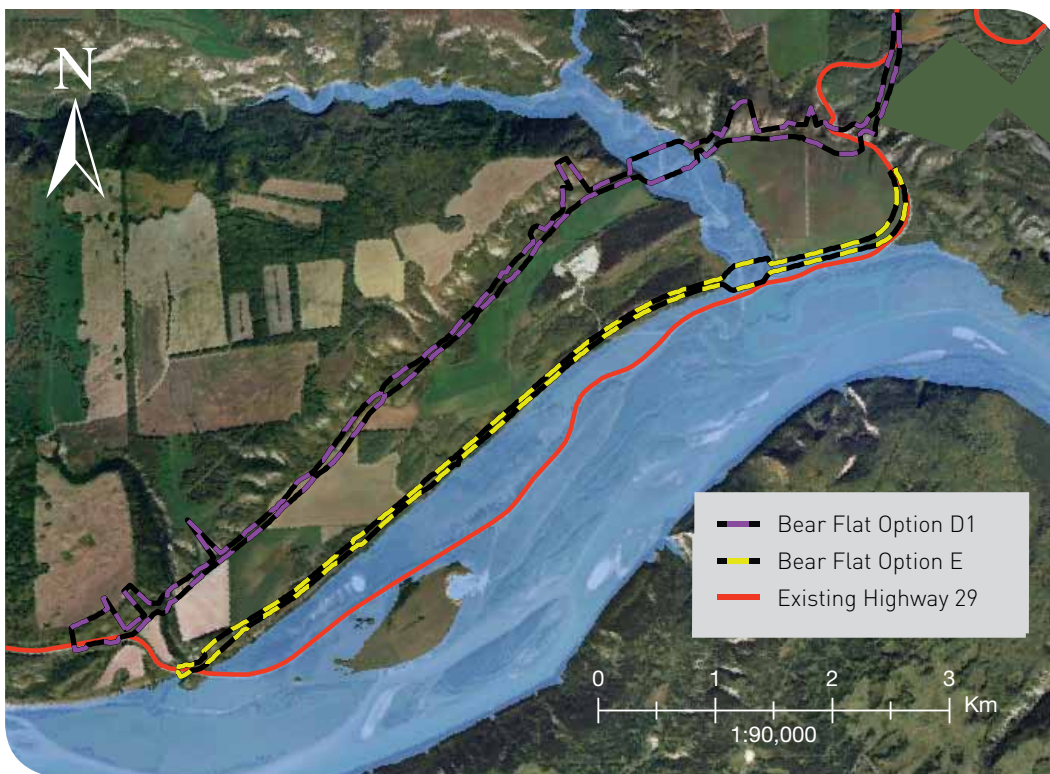 N
Bear Flat Option D1
Bear Flat Option E
Existing Highway 29
0 1 2 3
Km
1:90,000